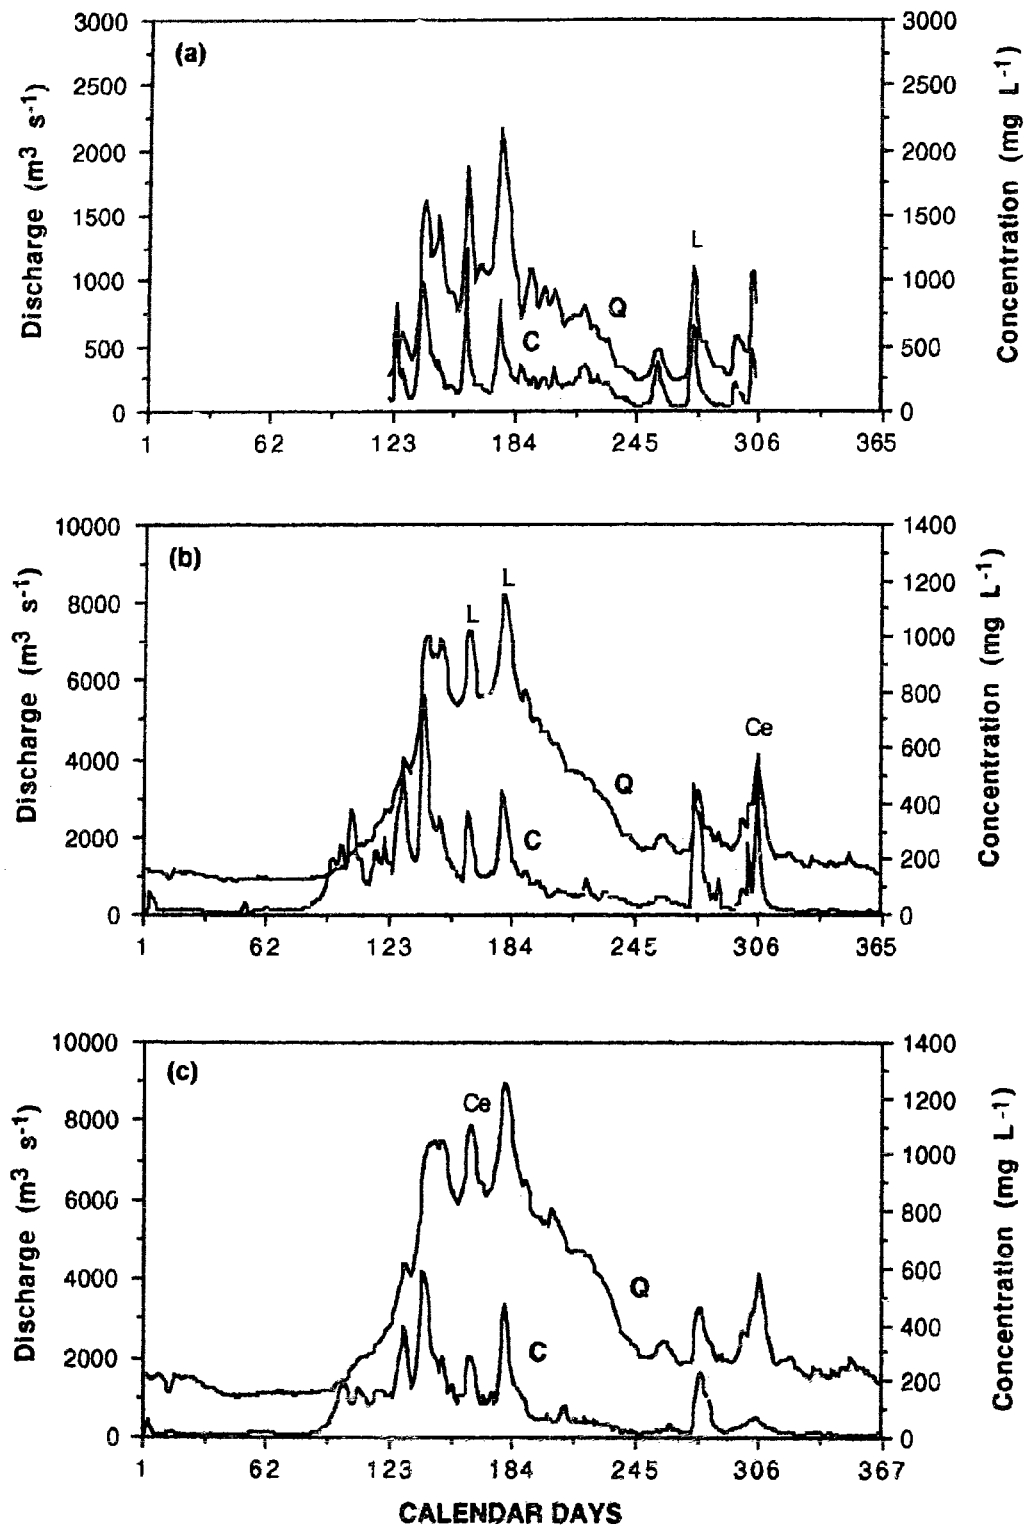 (a)
Discharge (m³ s⁻¹)
Concentration (mg L⁻¹)
3000
2500
2000
1500
1000
500
0
3000
2500
2000
1500
1000
500
0
L
Q
C
1 62 123 184 245 306 365
(b)
Discharge (m³ s⁻¹)
Concentration (mg L⁻¹)
10000
8000
6000
4000
2000
0
1400
1200
1000
800
600
400
200
0
L
L
Ce
Q
C
1 62 123 184 245 306 365
(c)
Discharge (m³ s⁻¹)
Concentration (mg L⁻¹)
10000
8000
6000
4000
2000
0
1400
1200
1000
800
600
400
200
0
Ce
Q
C
1 62 123 184 245 306 367
CALENDAR DAYS